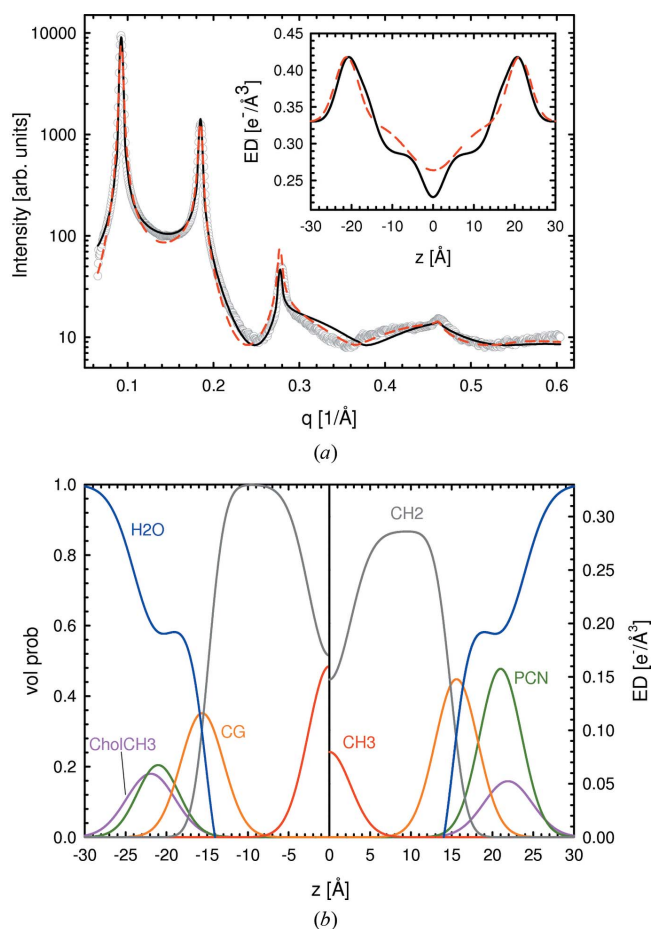 10000
1000
100
10
Intensity [arb. units]
0.45
0.40
0.35
0.30
0.25
ED [e⁻/Å³]
-30 -20 -10 0 10 20 30
z [Å]
0.1 0.2 0.3 0.4 0.5 0.6
q [1/Å]
(a)
1.0
0.8
0.6
0.4
0.2
0.0
vol prob
H2O
CholCH3
CG
CH3
CH2
PCN
0.30
0.25
0.20
0.15
0.10
0.05
0.00
ED [e⁻/Å³]
-30 -25 -20 -15 -10 -5 0 5 10 15 20 25 30
z [Å]
(b)